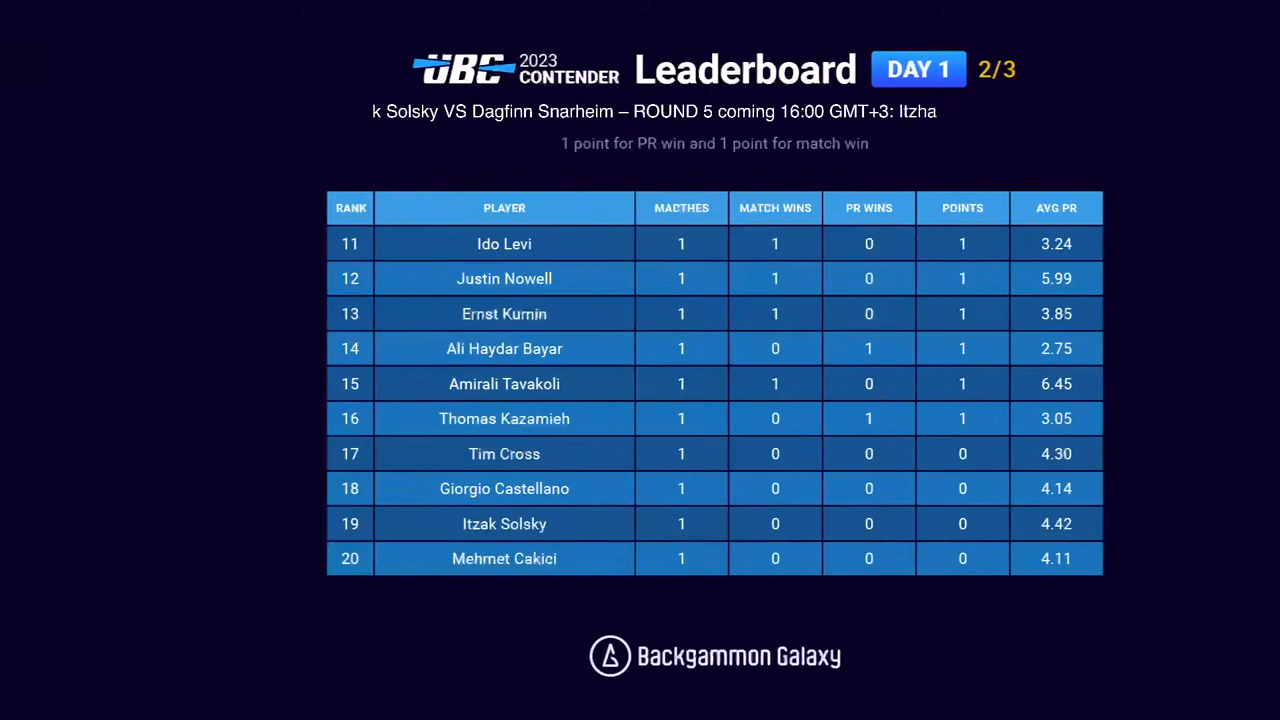 UBC 2023 CONTENDER Leaderboard DAY 1 2/3
k Solsky VS Dagfinn Snarheim – ROUND 5 coming 16:00 GMT+3: Itzha
1 point for PR win and 1 point for match win
RANK PLAYER MACTHES MATCH WINS PR WINS POINTS AVG PR
11 Ido Levi 1 1 0 1 3.24
12 Justin Nowell 1 1 0 1 5.99
13 Ernst Kumin 1 1 0 1 3.85
14 Ali Haydar Bayar 1 0 1 1 2.75
15 Amirali Tavakoli 1 1 0 1 6.45
16 Thomas Kazamieh 1 0 1 1 3.05
17 Tim Cross 1 0 0 0 4.30
18 Giorgio Castellano 1 0 0 0 4.14
19 Itzak Solsky 1 0 0 0 4.42
20 Mehmet Cakici 1 0 0 0 4.11
Backgammon Galaxy